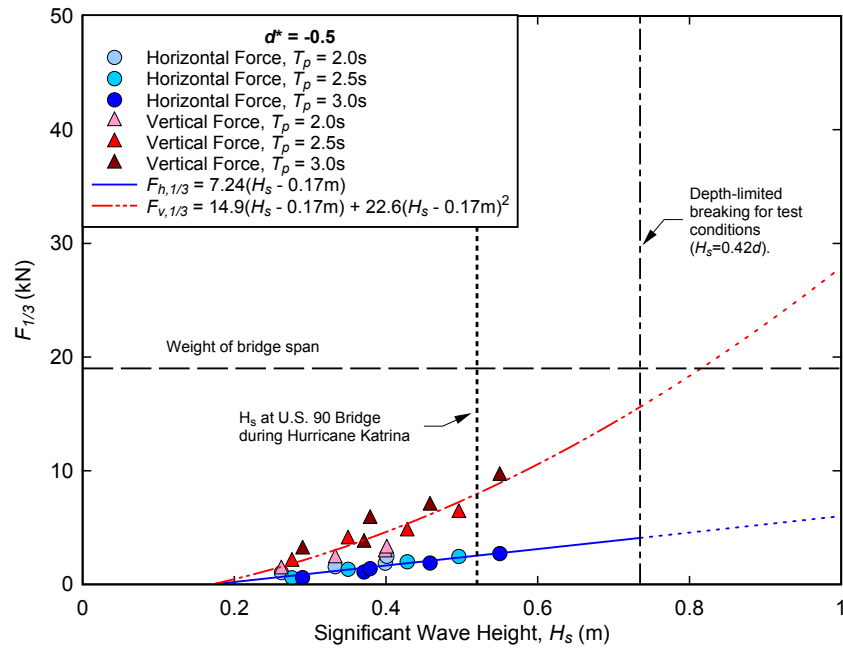 d* = -0.5
Horizontal Force, Tp = 2.0s
Horizontal Force, Tp = 2.5s
Horizontal Force, Tp = 3.0s
Vertical Force, Tp = 2.0s
Vertical Force, Tp = 2.5s
Vertical Force, Tp = 3.0s
Fh,1/3 = 7.24(Hs - 0.17m)
Fv,1/3 = 14.9(Hs - 0.17m) + 22.6(Hs - 0.17m)²
Depth-limited
breaking for test
conditions
(Hs=0.42d).
Weight of bridge span
Hs at U.S. 90 Bridge
during Hurricane Katrina
F1/3 (kN)
50
40
30
20
10
0
0 0.2 0.4 0.6 0.8 1
Significant Wave Height, Hs (m)